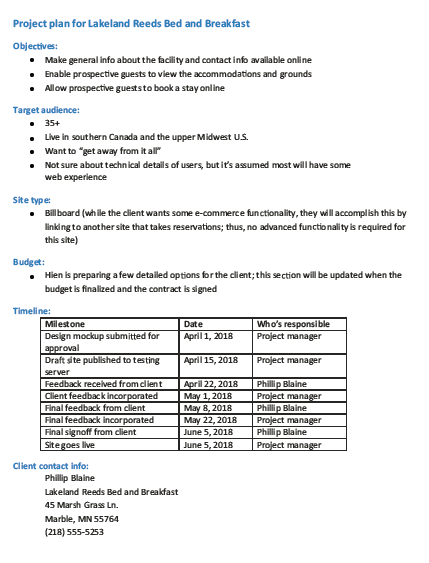 Project plan for Lakeland Reeds Bed and Breakfast
Objectives:
● Make general info about the facility and contact info available online
● Enable prospective guests to view the accommodations and grounds
● Allow prospective guests to book a stay online
Target audience:
● 35+
● Live in southern Canada and the upper Midwest U.S.
● Want to “get away from it all”
● Not sure about technical details of users, but it’s assumed most will have some
web experience
Site type:
● Billboard (while the client wants some e-commerce functionality, they will accomplish this by
linking to another site that takes reservations; thus, no advanced functionality is required for
this site)
Budget:
● Hien is preparing a few detailed options for the client; this section will be updated when the
budget is finalized and the contract is signed
Timeline:
Milestone Date Who’s responsible
Design mockup submitted for April 1, 2018 Project manager
approval
Draft site published to testing April 15, 2018 Project manager
server
Feedback received from client April 22, 2018 Phillip Blaine
Client feedback incorporated May 1, 2018 Project manager
Final feedback from client May 8, 2018 Phillip Blaine
Final feedback incorporated May 22, 2018 Project manager
Final signoff from client June 5, 2018 Phillip Blaine
Site goes live June 5, 2018 Project manager
Client contact info:
Phillip Blaine
Lakeland Reeds Bed and Breakfast
45 Marsh Grass Ln.
Marble, MN 55764
(218) 555-5253